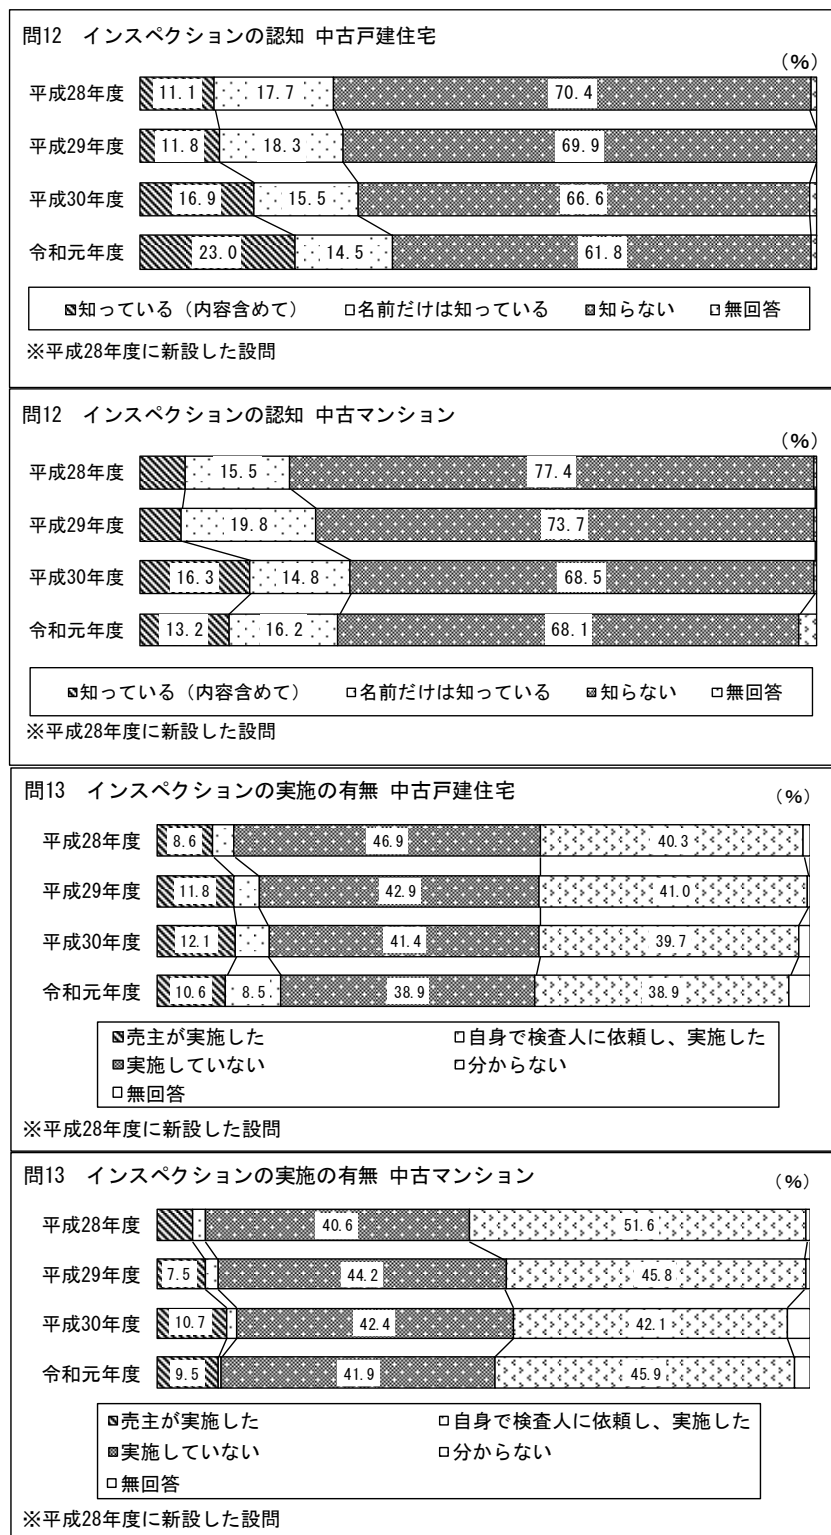 問12　インスペクションの認知 中古戸建住宅
（%）
平成28年度 11.1 17.7 70.4
平成29年度 11.8 18.3 69.9
平成30年度 16.9 15.5 66.6
令和元年度 23.0 14.5 61.8
知っている（内容含めて） 名前だけは知っている 知らない 無回答
※平成28年度に新設した設問
問12　インスペクションの認知 中古マンション
（%）
平成28年度 15.5 77.4
平成29年度 19.8 73.7
平成30年度 16.3 14.8 68.5
令和元年度 13.2 16.2 68.1
知っている（内容含めて） 名前だけは知っている 知らない 無回答
※平成28年度に新設した設問
問13　インスペクションの実施の有無 中古戸建住宅
（%）
平成28年度 8.6 46.9 40.3
平成29年度 11.8 42.9 41.0
平成30年度 12.1 41.4 39.7
令和元年度 10.6 8.5 38.9 38.9
売主が実施した 自身で検査人に依頼し、実施した
実施していない 分からない
無回答
※平成28年度に新設した設問
問13　インスペクションの実施の有無 中古マンション
（%）
平成28年度 40.6 51.6
平成29年度 7.5 44.2 45.8
平成30年度 10.7 42.4 42.1
令和元年度 9.5 41.9 45.9
売主が実施した 自身で検査人に依頼し、実施した
実施していない 分からない
無回答
※平成28年度に新設した設問